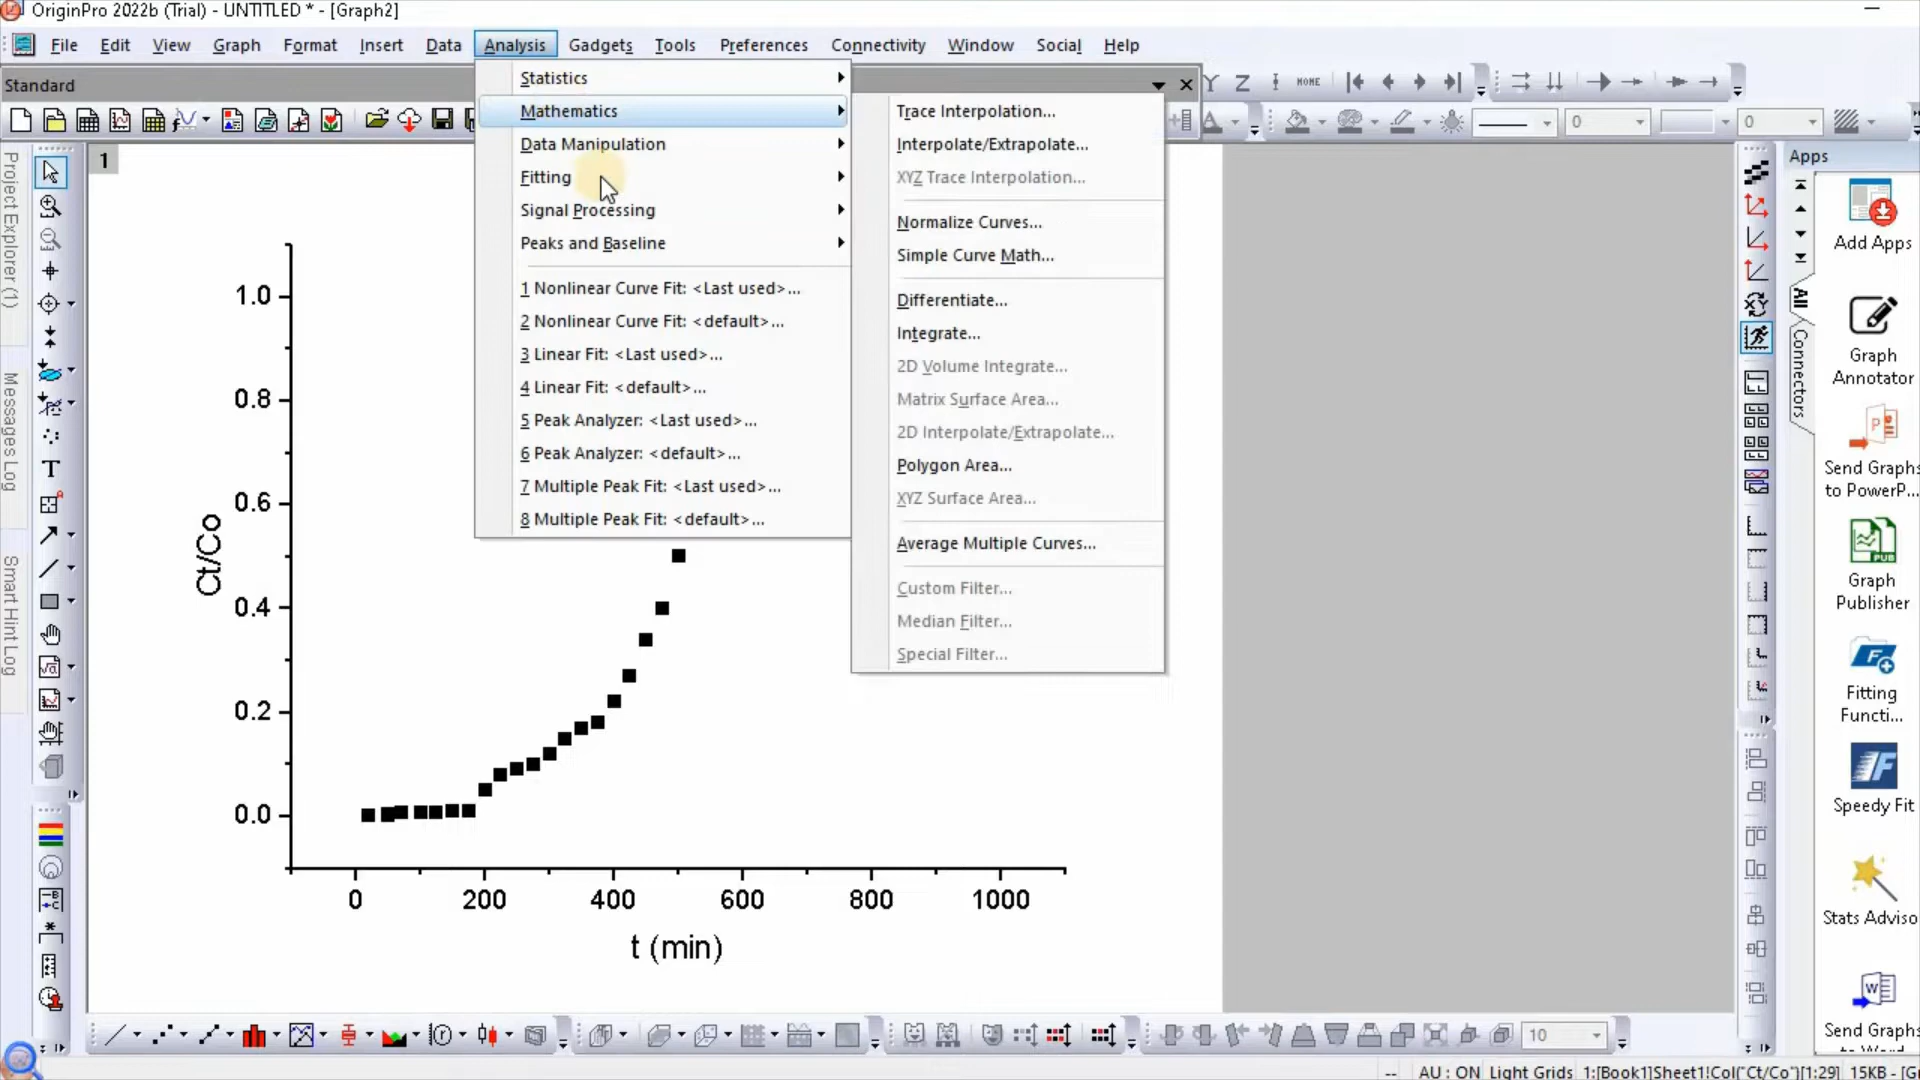 OriginPro 2022b (Trial) - UNTITLED * - [Graph2]
File Edit View Graph Format Insert Data Analysis Gadgets Tools Preferences Connectivity Window Social Help
Standard
Statistics
Mathematics
Data Manipulation
Fitting
Signal Processing
Peaks and Baseline
1 Nonlinear Curve Fit: <Last used>...
2 Nonlinear Curve Fit: <default>...
3 Linear Fit: <Last used>...
4 Linear Fit: <default>...
5 Peak Analyzer: <Last used>...
6 Peak Analyzer: <default>...
7 Multiple Peak Fit: <Last used>...
8 Multiple Peak Fit: <default>...
Trace Interpolation...
Interpolate/Extrapolate...
XYZ Trace Interpolation...
Normalize Curves...
Simple Curve Math...
Differentiate...
Integrate...
2D Volume Integrate...
Matrix Surface Area...
2D Interpolate/Extrapolate...
Polygon Area...
XYZ Surface Area...
Average Multiple Curves...
Custom Filter...
Median Filter...
Special Filter...
Y Z HOME
A 0 0
Project Explorer (1)
Messages Log
Smart Hint Log
1
T
1.0
0.8
0.6
0.4
0.2
0.0
Ct/Co
0 200 400 600 800 1000
t (min)
Apps
All
Connectors
Add Apps
Graph
Annotator
Send Graphs
to PowerP...
Graph
Publisher
Fitting
Functi...
Speedy Fit
Stats Adviso
Send Graphs
10
-- AU : ON Light Grids 1:[Book1]Sheet1!Col("Ct/Co")[1:29] 15KB - [Gr